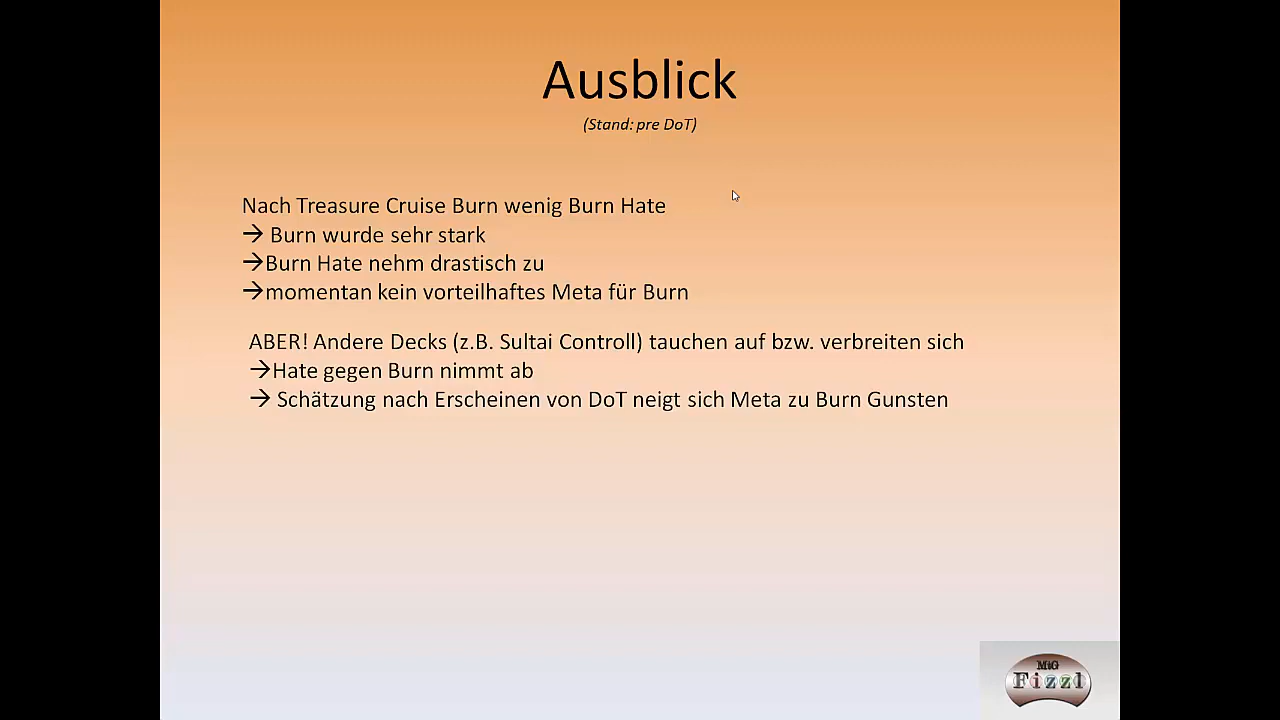 Ausblick
(Stand: pre DoT)
Nach Treasure Cruise Burn wenig Burn Hate
→ Burn wurde sehr stark
→Burn Hate nehm drastisch zu
→momentan kein vorteilhaftes Meta für Burn
ABER! Andere Decks (z.B. Sultai Controll) tauchen auf bzw. verbreiten sich
→Hate gegen Burn nimmt ab
→ Schätzung nach Erscheinen von DoT neigt sich Meta zu Burn Gunsten
MtG
Fizzl